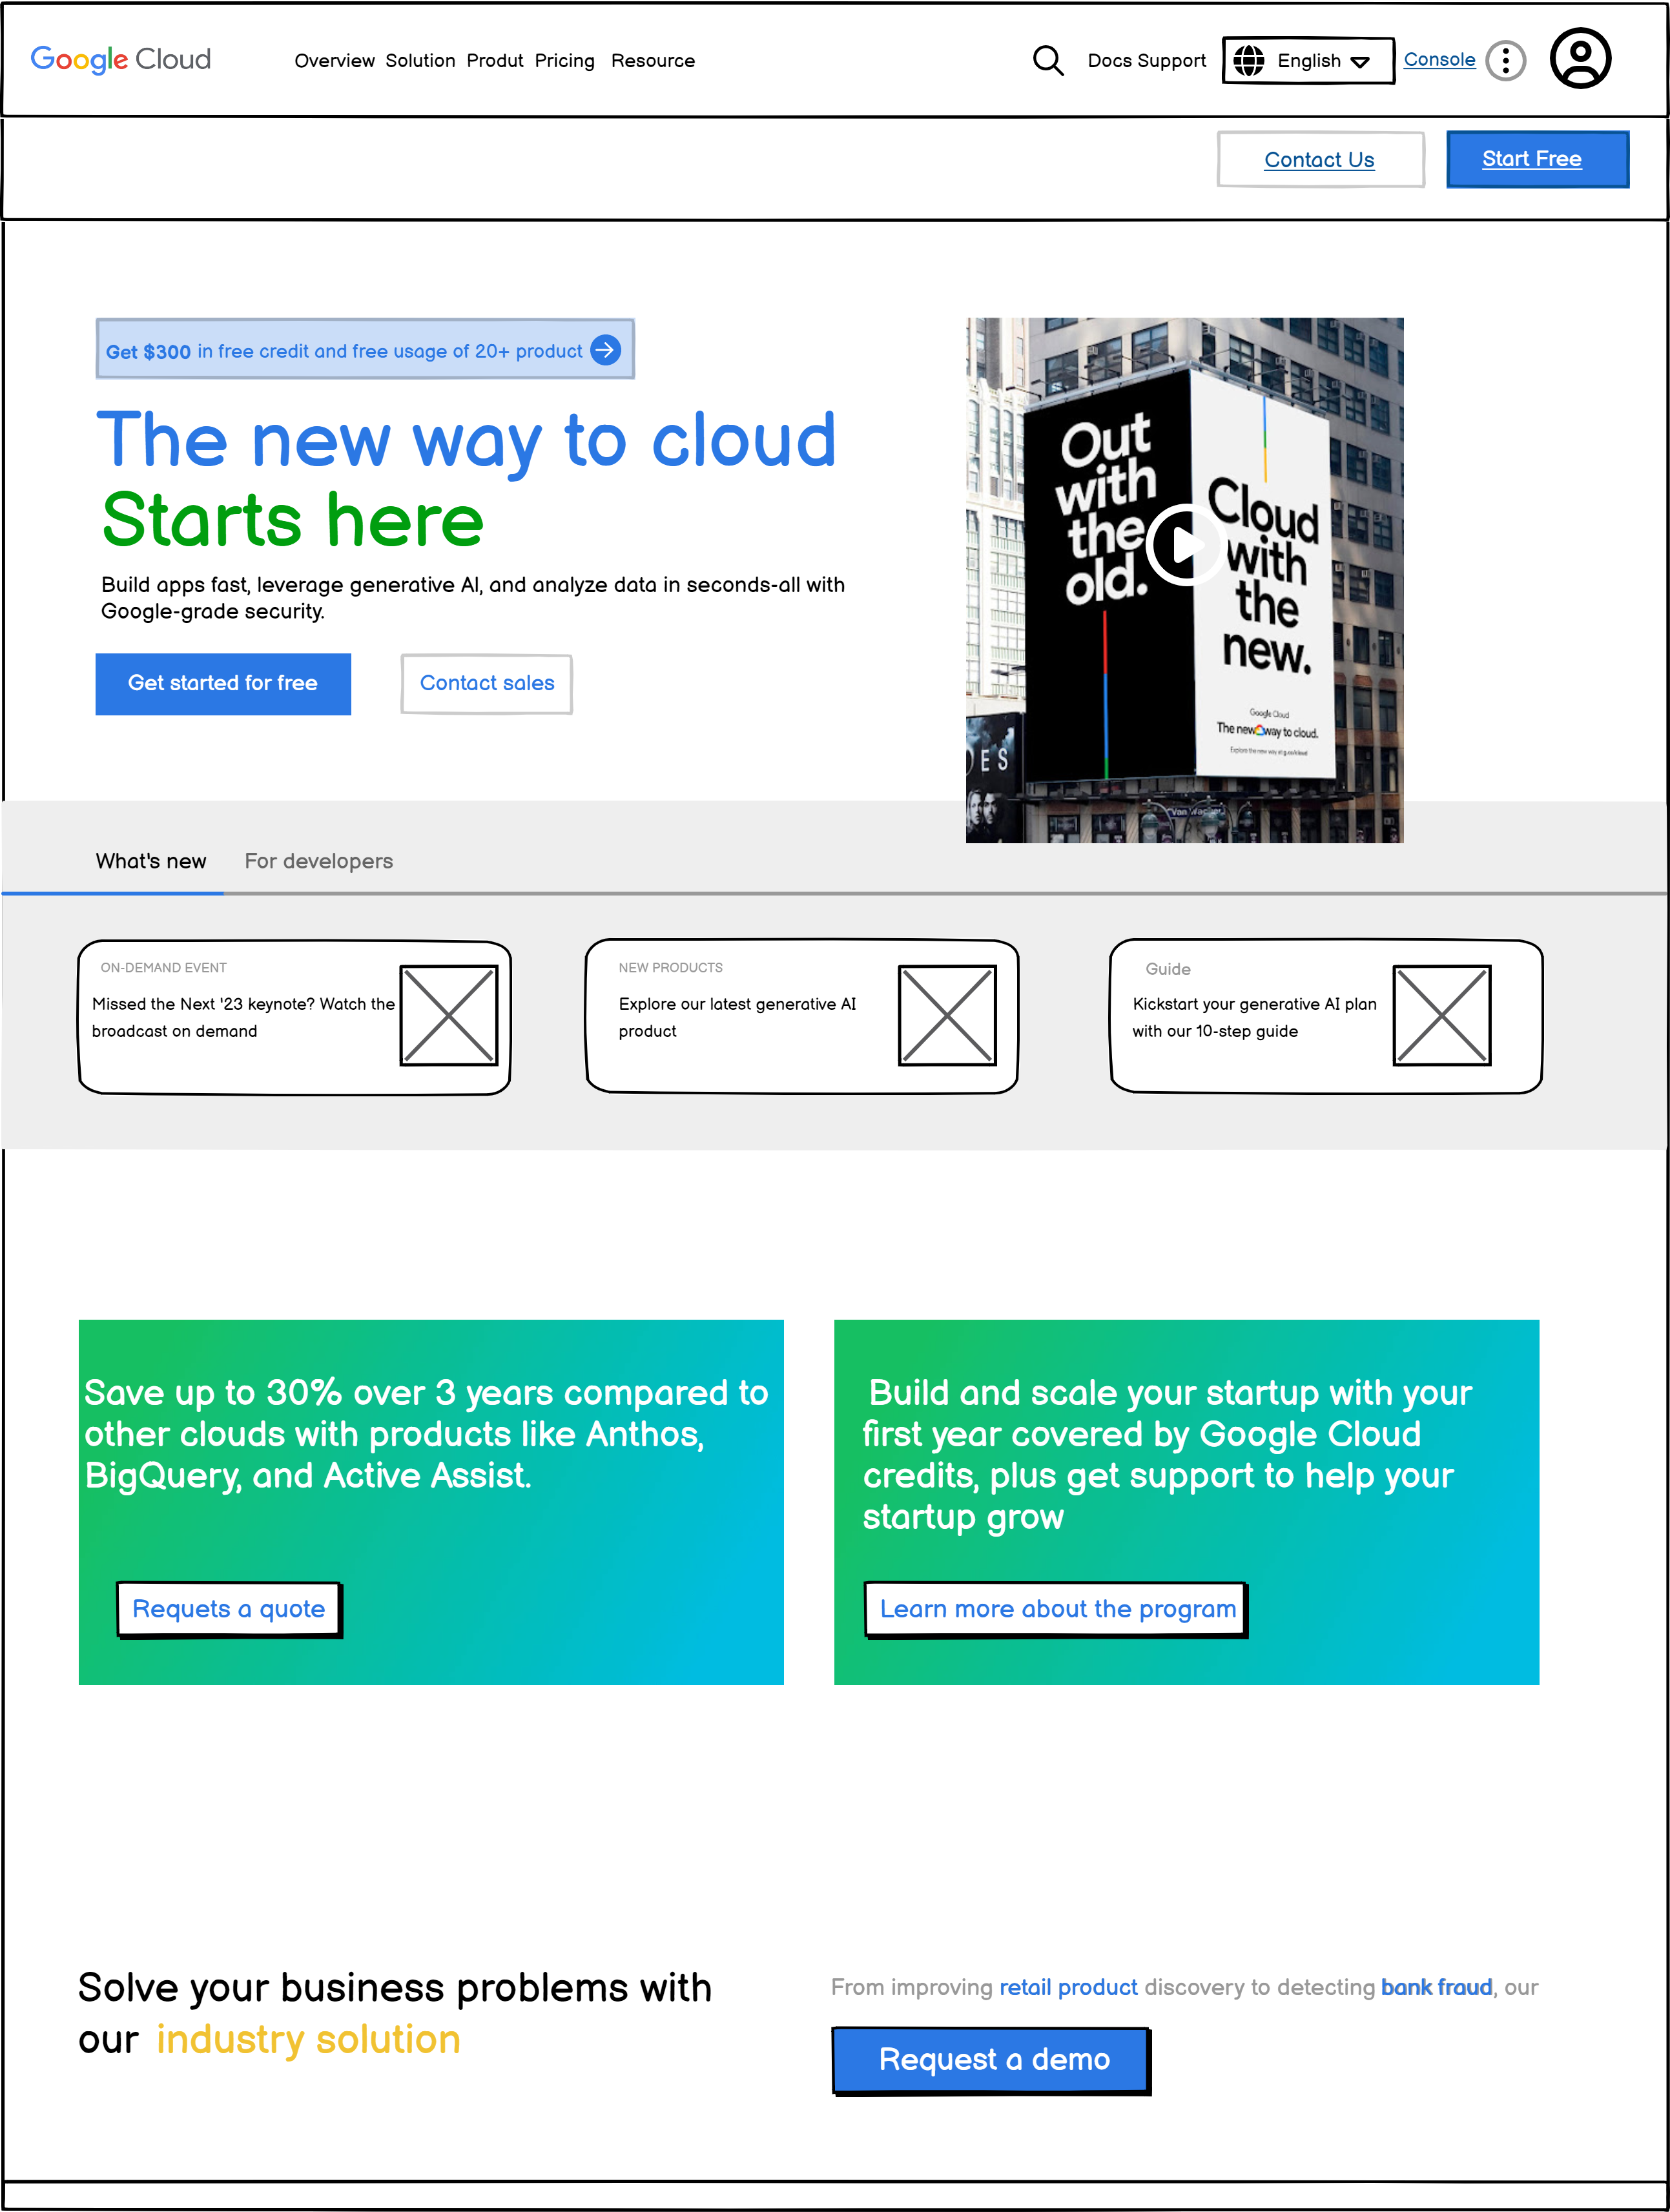 Google Cloud
Overview Solution Produt Pricing Resource
Docs Support
English
Console
Contact Us
Start Free
Get $300 in free credit and free usage of 20+ product
The new way to cloud
Starts here
Build apps fast, leverage generative AI, and analyze data in seconds-all with
Google-grade security.
Get started for free
Contact sales
Out
with
the
old.
Cloud
with
the
new.
Google Cloud
The new way to cloud.
ES
What's new
For developers
ON-DEMAND EVENT
Missed the Next '23 keynote? Watch the
broadcast on demand
NEW PRODUCTS
Explore our latest generative AI
product
Guide
Kickstart your generative AI plan
with our 10-step guide
Save up to 30% over 3 years compared to
other clouds with products like Anthos,
BigQuery, and Active Assist.
Requets a quote
Build and scale your startup with your
first year covered by Google Cloud
credits, plus get support to help your
startup grow
Learn more about the program
Solve your business problems with
our industry solution
From improving retail product discovery to detecting bank fraud, our
Request a demo